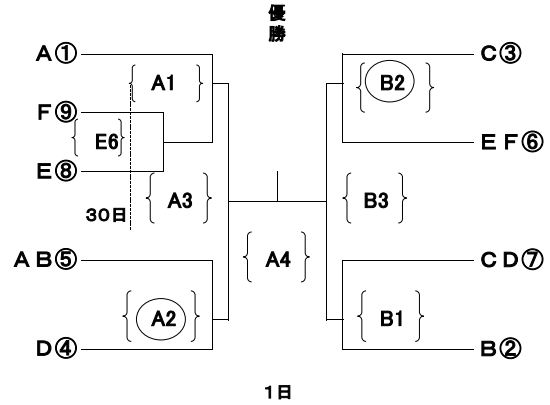 優
勝
A①
C③
{ A1 }
{ B2 }
F⑨
{ E6 }
EF⑥
E⑧
{ A3 }
{ B3 }
30日
AB⑤
{ A4 }
CD⑦
{ A2 }
{ B1 }
D④
B②
1日